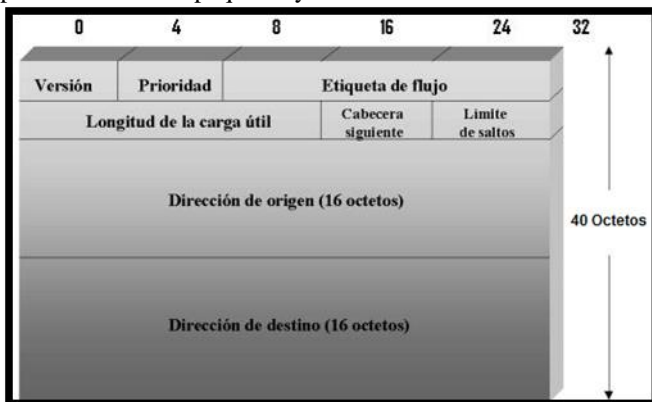 0 4 8 16 24 32
Versión Prioridad Etiqueta de flujo
Longitud de la carga útil Cabecera siguiente Limite de saltos
Dirección de origen (16 octetos)
40 Octetos
Dirección de destino (16 octetos)